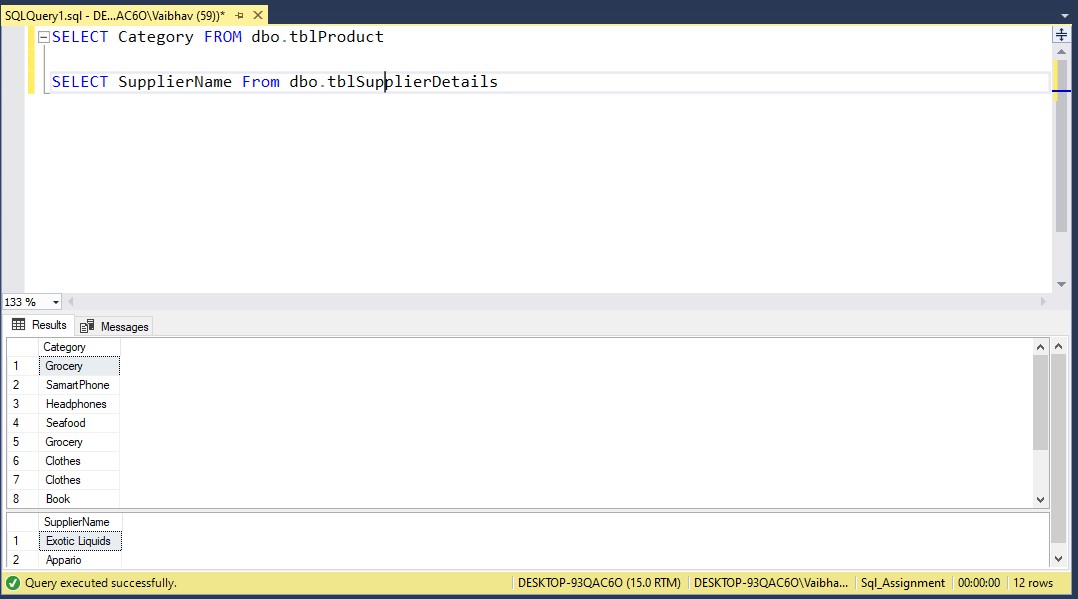 SQLQuery1.sql - DE...AC6O\Vaibhav (59))*
SELECT Category FROM dbo.tblProduct
SELECT SupplierName From dbo.tblSupplierDetails
133 %
Results Messages
Category
1 Grocery
2 SamartPhone
3 Headphones
4 Seafood
5 Grocery
6 Clothes
7 Clothes
8 Book
SupplierName
1 Exotic Liquids
2 Appario
Query executed successfully. DESKTOP-93QAC6O (15.0 RTM) DESKTOP-93QAC6O\Vaibha... Sql_Assignment 00:00:00 12 rows